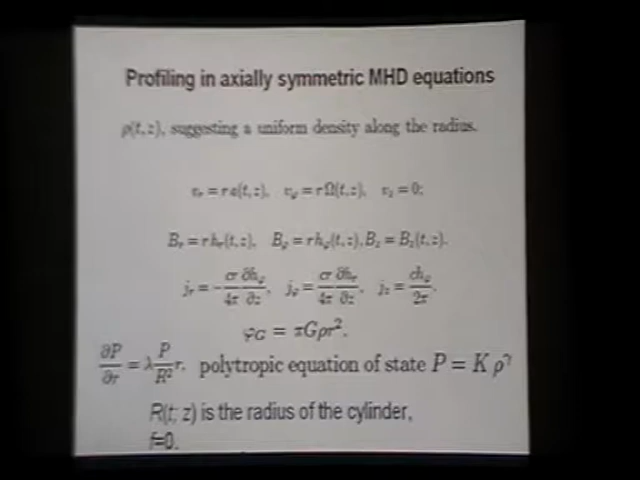 Profiling in axially symmetric MHD equations
ρ(t, z), suggesting a uniform density along the radius.
v_r = r a(t, z), v_φ = r Ω(t, z), v_z = 0;
B_r = r h_r(t, z), B_φ = r h_φ(t, z), B_z = B_z(t, z).
j_r = −(cr/4π)(∂h_φ/∂z), j_φ = (cr/4π)(∂h_r/∂z), j_z = ch_φ/2π.
φ_G = πGρr².
∂P/∂r = λ(P/R²)r, polytropic equation of state P = K ρ^γ
R(t; z) is the radius of the cylinder,
f=0.